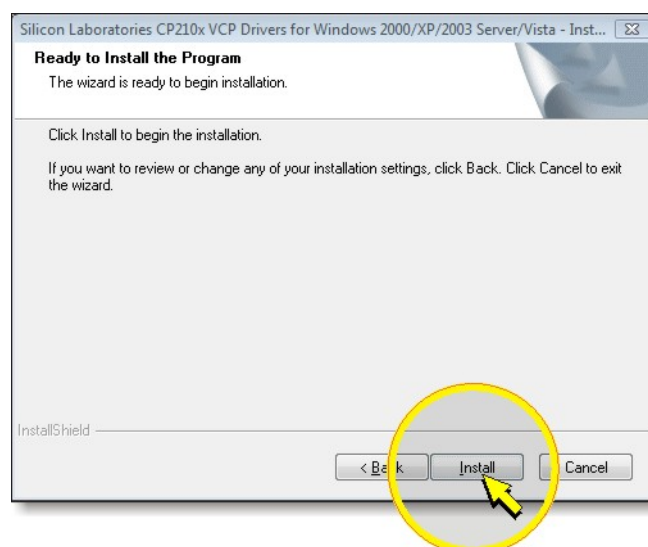 Silicon Laboratories CP210x VCP Drivers for Windows 2000/XP/2003 Server/Vista - Inst...
Ready to Install the Program
The wizard is ready to begin installation.
Click Install to begin the installation.
If you want to review or change any of your installation settings, click Back. Click Cancel to exit
the wizard.
InstallShield
< Back Install Cancel